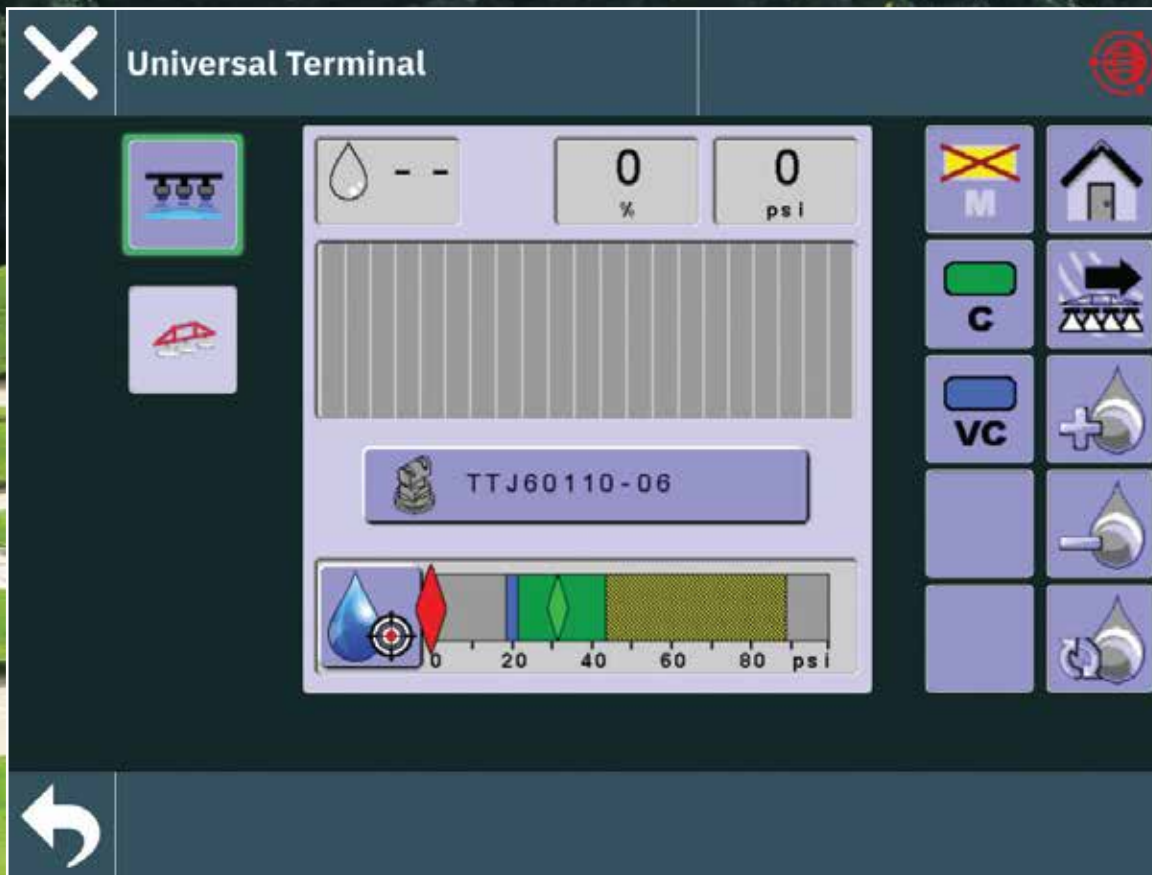 Universal Terminal
- - 0 0
% psi
M
C
VC
TTJ60110-06
0 20 40 60 80 psi